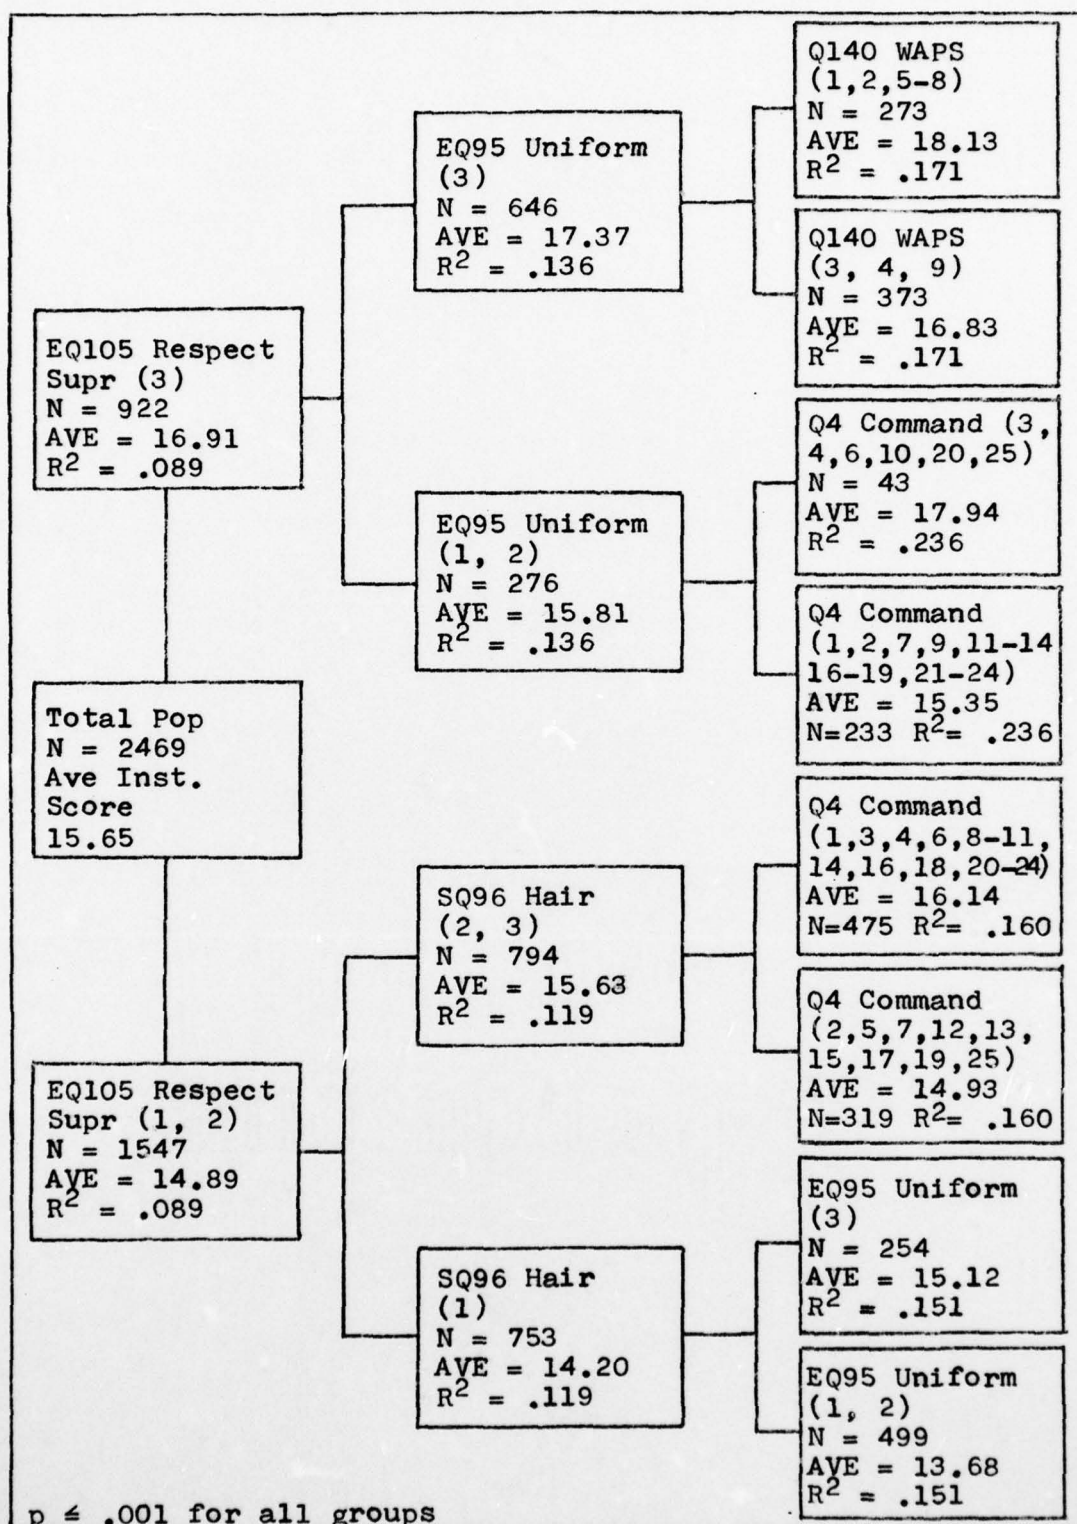 Q140 WAPS
(1,2,5-8)
N = 273
AVE = 18.13
R2 = .171
EQ95 Uniform
(3)
N = 646
AVE = 17.37
R2 = .136
Q140 WAPS
(3, 4, 9)
N = 373
AVE = 16.83
R2 = .171
EQ105 Respect
Supr (3)
N = 922
AVE = 16.91
R2 = .089
Q4 Command (3,
4,6,10,20,25)
N = 43
AVE = 17.94
R2 = .236
EQ95 Uniform
(1, 2)
N = 276
AVE = 15.81
R2 = .136
Q4 Command
(1,2,7,9,11-14
16-19,21-24)
AVE = 15.35
N=233 R2= .236
Total Pop
N = 2469
Ave Inst.
Score
15.65
Q4 Command
(1,3,4,6,8-11,
14,16,18,20-24)
AVE = 16.14
N=475 R2= .160
SQ96 Hair
(2, 3)
N = 794
AVE = 15.63
R2 = .119
Q4 Command
(2,5,7,12,13,
15,17,19,25)
AVE = 14.93
N=319 R2= .160
EQ105 Respect
Supr (1, 2)
N = 1547
AVE = 14.89
R2 = .089
EQ95 Uniform
(3)
N = 254
AVE = 15.12
R2 = .151
SQ96 Hair
(1)
N = 753
AVE = 14.20
R2 = .119
EQ95 Uniform
(1, 2)
N = 499
AVE = 13.68
R2 = .151
p ≤ .001 for all groups